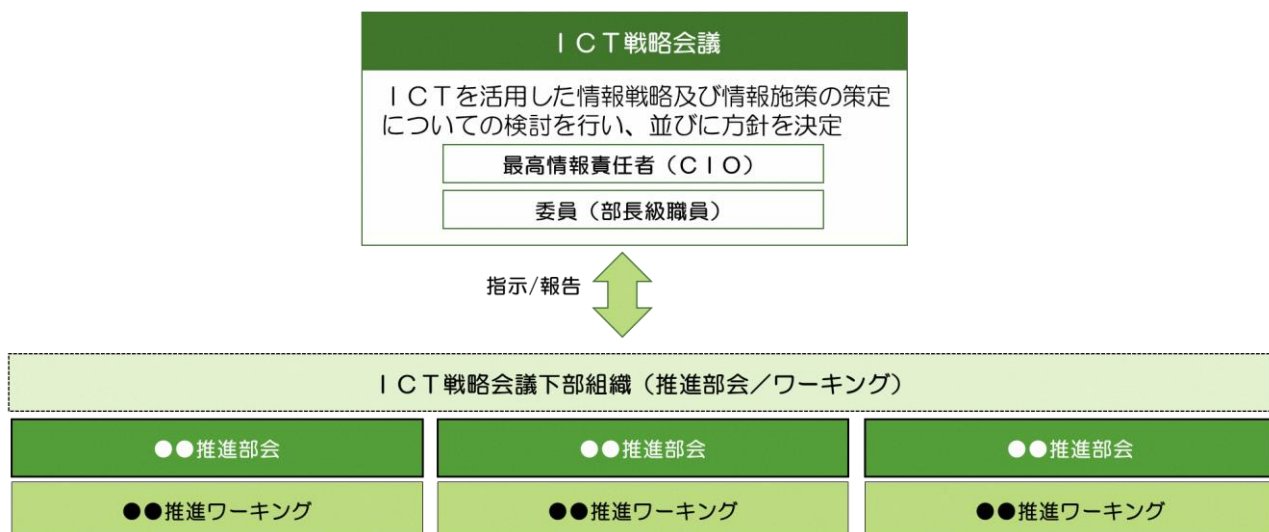 ＩＣＴ戦略会議
ＩＣＴを活用した情報戦略及び情報施策の策定
についての検討を行い、並びに方針を決定
最高情報責任者（ＣＩＯ）
委員（部長級職員）
指示/報告
ＩＣＴ戦略会議下部組織（推進部会／ワーキング）
●●推進部会
●●推進部会
●●推進部会
●●推進ワーキング
●●推進ワーキング
●●推進ワーキング